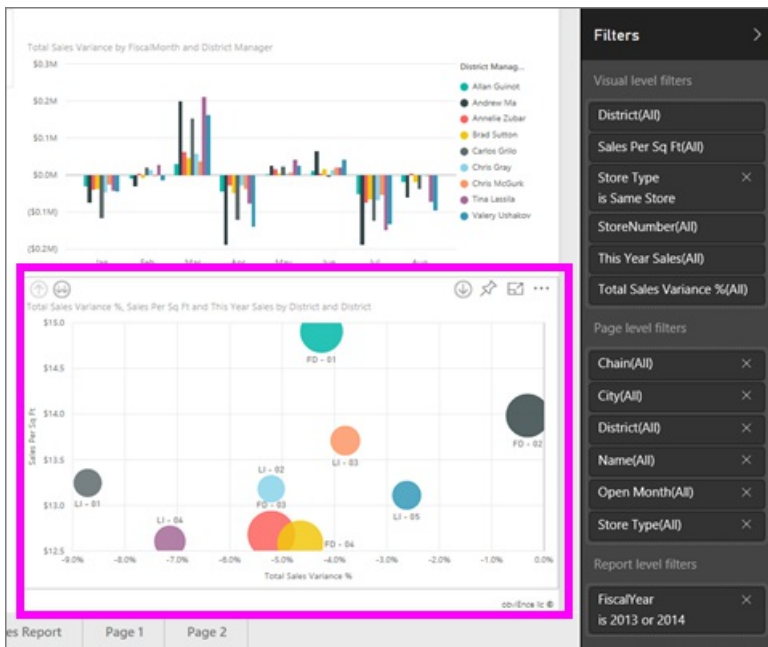 Total Sales Variance by FiscalMonth and District Manager
$0.3M
$0.2M
$0.1M
$0.0M
($0.1M)
($0.2M)
Jan Feb Mar Apr May Jun Jul Aug
District Manag...
Allan Guinot
Andrew Ma
Annelie Zubar
Brad Sutton
Carlos Grilo
Chris Gray
Chris McGurk
Tina Lassila
Valery Ushakov
Total Sales Variance %, Sales Per Sq Ft and This Year Sales by District and District
Sales Per Sq Ft
$15.0
$14.5
$14.0
$13.5
$13.0
$12.5
FD - 01
FD - 02
LI - 03
LI - 02
LI - 01
FD - 03
LI - 05
LI - 04
FD - 04
-9.0% -8.0% -7.0% -6.0% -5.0% -4.0% -3.0% -2.0% -1.0% 0.0%
Total Sales Variance %
obviEnce llc ©
es Report Page 1 Page 2
Filters
Visual level filters
District(All)
Sales Per Sq Ft(All)
Store Type
is Same Store
StoreNumber(All)
This Year Sales(All)
Total Sales Variance %(All)
Page level filters
Chain(All)
City(All)
District(All)
Name(All)
Open Month(All)
Store Type(All)
Report level filters
FiscalYear
is 2013 or 2014